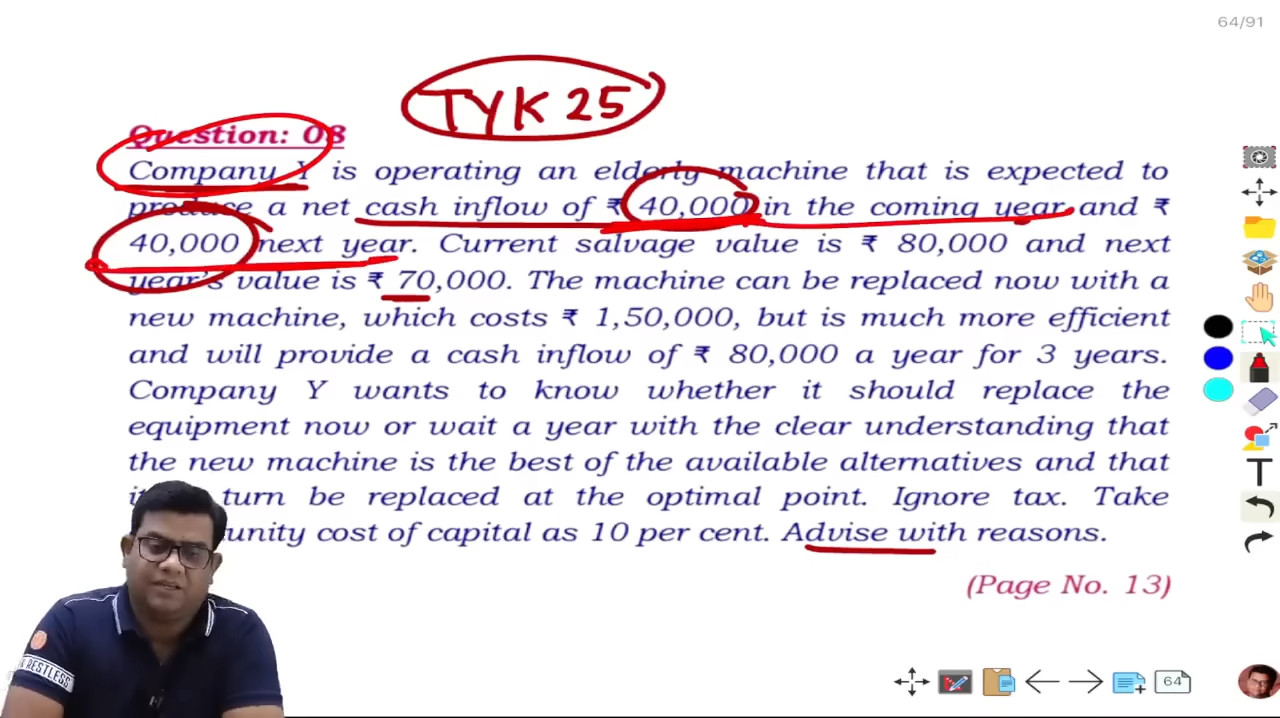 64/91
TYK 25
Question: 08
Company Y is operating an elderly machine that is expected to
produce a net cash inflow of ₹ 40,000 in the coming year and ₹
40,000 next year. Current salvage value is ₹ 80,000 and next
year's value is ₹ 70,000. The machine can be replaced now with a
new machine, which costs ₹ 1,50,000, but is much more efficient
and will provide a cash inflow of ₹ 80,000 a year for 3 years.
Company Y wants to know whether it should replace the
equipment now or wait a year with the clear understanding that
the new machine is the best of the available alternatives and that
turn be replaced at the optimal point. Ignore tax. Take
unity cost of capital as 10 per cent. Advise with reasons.
(Page No. 13)
RESTLESS
T
64